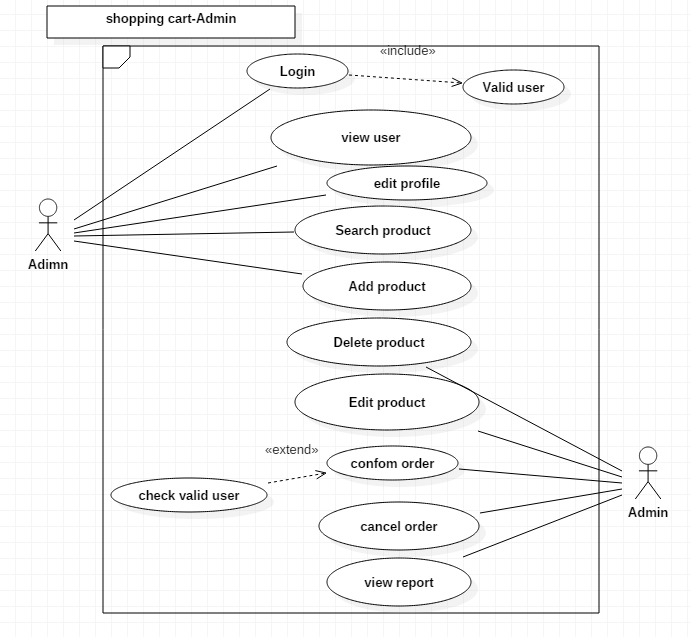 shopping cart-Admin
«include»
Login
Valid user
view user
edit profile
Search product
Adimn
Add product
Delete product
Edit product
«extend»
confom order
check valid user
Admin
cancel order
view report